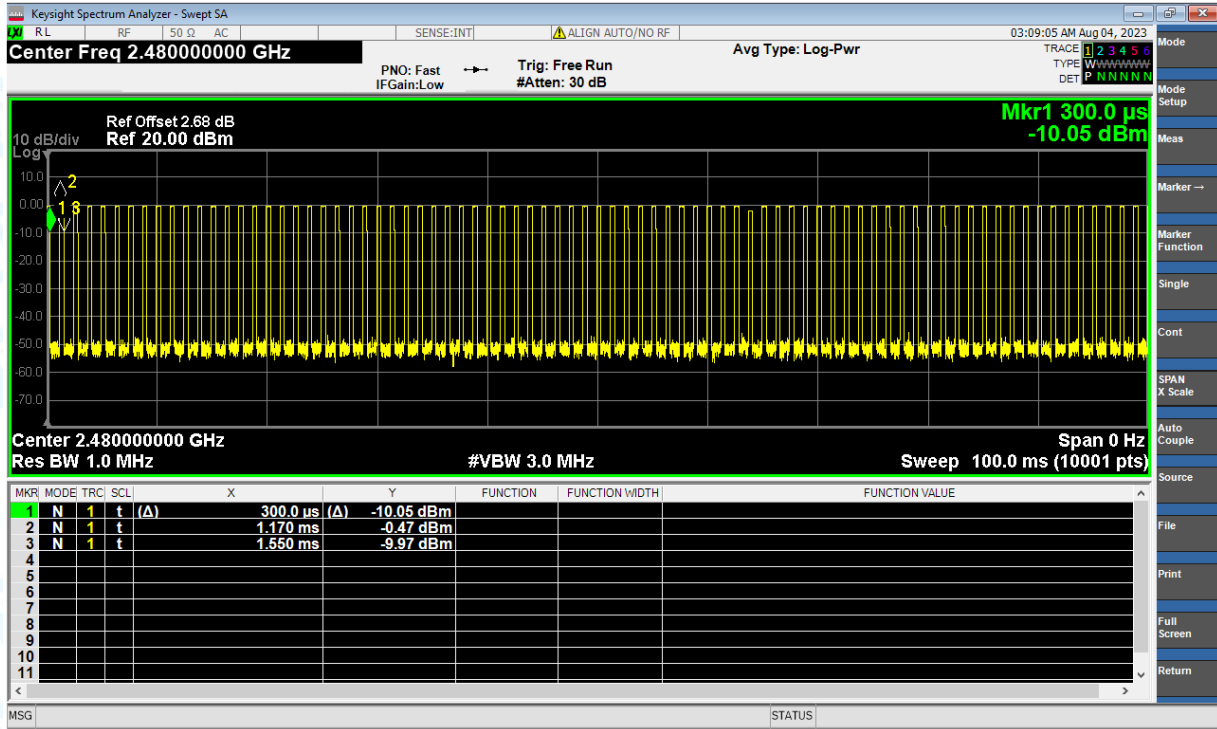 Keysight Spectrum Analyzer - Swept SA
LXI RL RF 50 Ω AC SENSE:INT ALIGN AUTO/NO RF 03:09:05 AM Aug 04, 2023
Center Freq 2.480000000 GHz
Avg Type: Log-Pwr
TRACE 1 2 3 4 5 6
TYPE WWWWWW
DET P N N N N N
PNO: Fast
IFGain:Low
Trig: Free Run
#Atten: 30 dB
Mkr1 300.0 µs
-10.05 dBm
Ref Offset 2.68 dB
10 dB/div Ref 20.00 dBm
Log
10.0
0.00
-10.0
-20.0
-30.0
-40.0
-50.0
-60.0
-70.0
2
1 3
Center 2.480000000 GHz Span 0 Hz
Res BW 1.0 MHz #VBW 3.0 MHz Sweep 100.0 ms (10001 pts)
MKR MODE TRC SCL X Y FUNCTION FUNCTION WIDTH FUNCTION VALUE
1 N 1 t (Δ) 300.0 µs (Δ) -10.05 dBm
2 N 1 t 1.170 ms -0.47 dBm
3 N 1 t 1.550 ms -9.97 dBm
4
5
6
7
8
9
10
11
MSG STATUS
Mode
Mode
Setup
Meas
Marker →
Marker
Function
Single
Cont
SPAN
X Scale
Auto
Couple
Source
File
Print
Full
Screen
Return